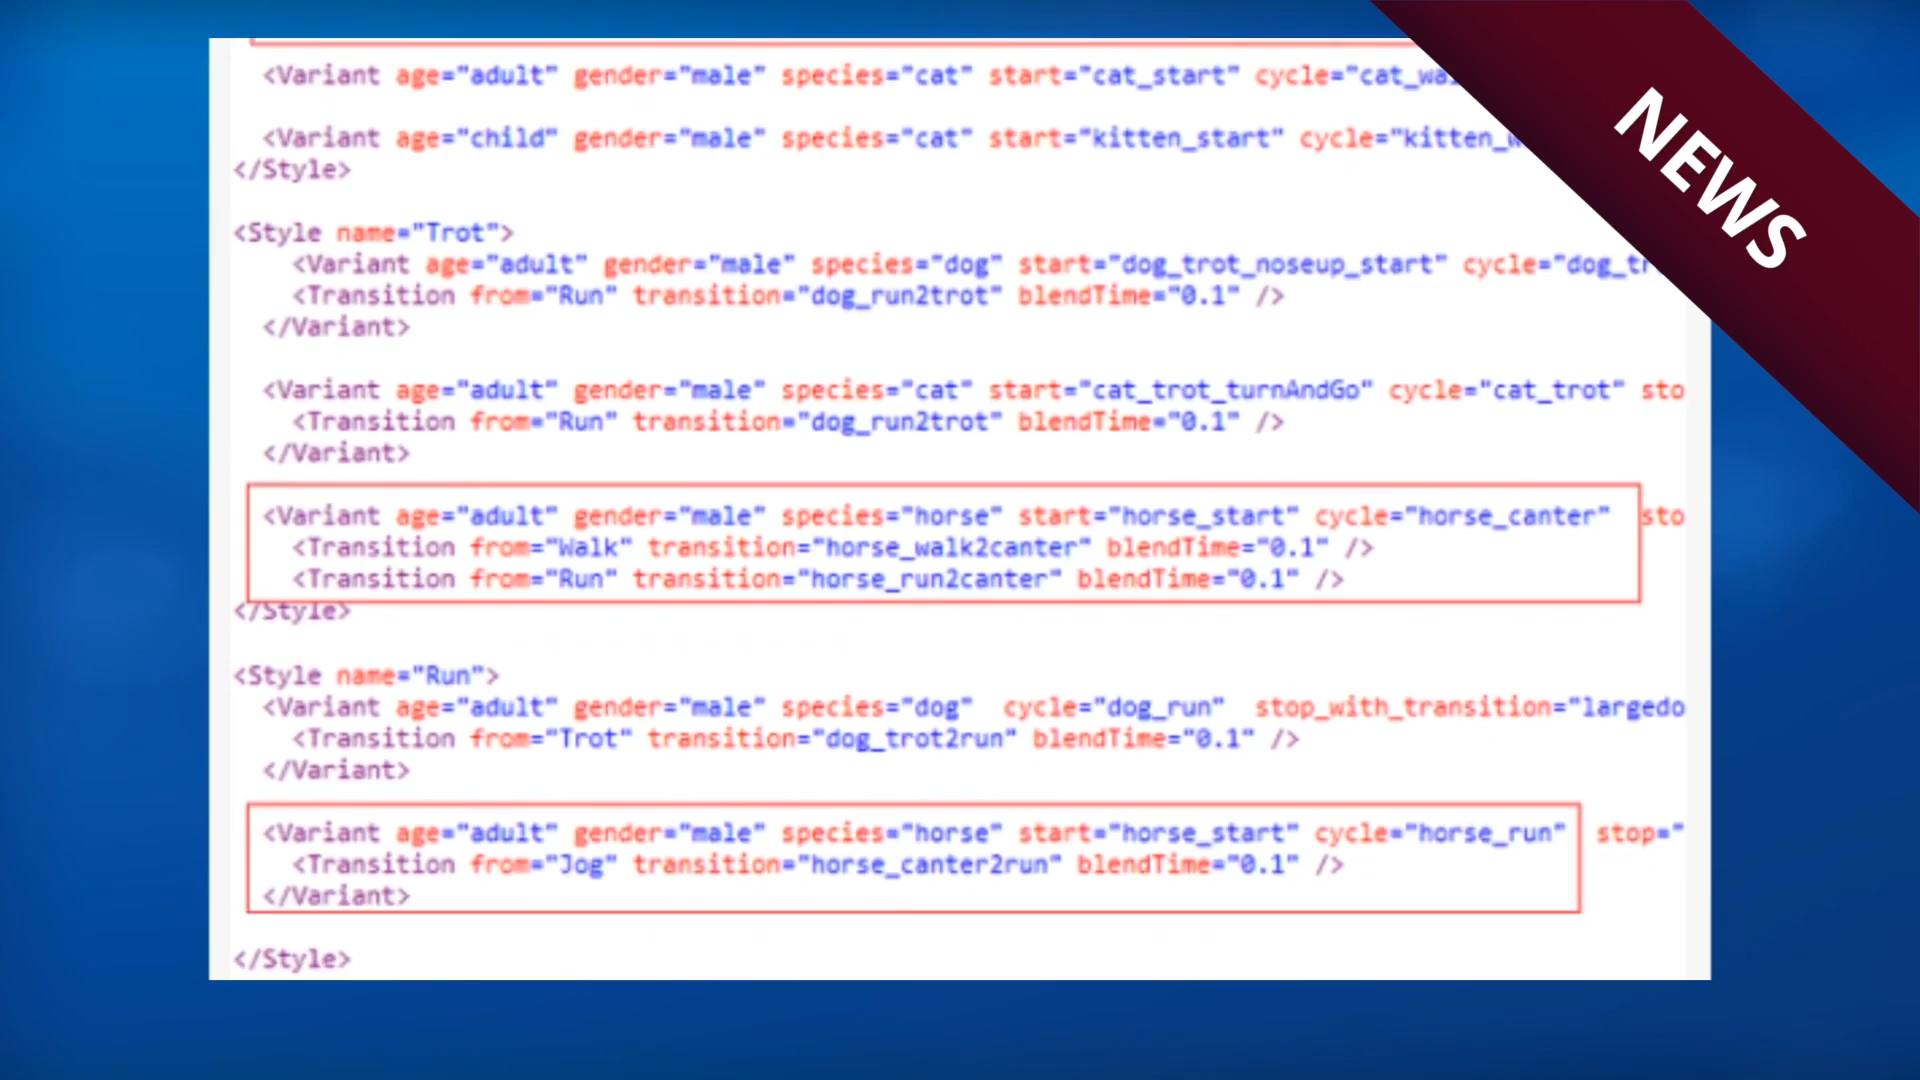 <Variant age="adult" gender="male" species="cat" start="cat_start" cycle="cat_wa
<Variant age="child" gender="male" species="cat" start="kitten_start" cycle="kitten_w
</Style>
<Style name="Trot">
<Variant age="adult" gender="male" species="dog" start="dog_trot_noseup_start" cycle="dog_tr
<Transition from="Run" transition="dog_run2trot" blendTime="0.1" />
</Variant>
<Variant age="adult" gender="male" species="cat" start="cat_trot_turnAndGo" cycle="cat_trot" sto
<Transition from="Run" transition="dog_run2trot" blendTime="0.1" />
</Variant>
<Variant age="adult" gender="male" species="horse" start="horse_start" cycle="horse_canter" sto
<Transition from="Walk" transition="horse_walk2canter" blendTime="0.1" />
<Transition from="Run" transition="horse_run2canter" blendTime="0.1" />
</Style>
<Style name="Run">
<Variant age="adult" gender="male" species="dog" cycle="dog_run" stop_with_transition="largedo
<Transition from="Trot" transition="dog_trot2run" blendTime="0.1" />
</Variant>
<Variant age="adult" gender="male" species="horse" start="horse_start" cycle="horse_run" stop="
<Transition from="Jog" transition="horse_canter2run" blendTime="0.1" />
</Variant>
</Style>
NEWS